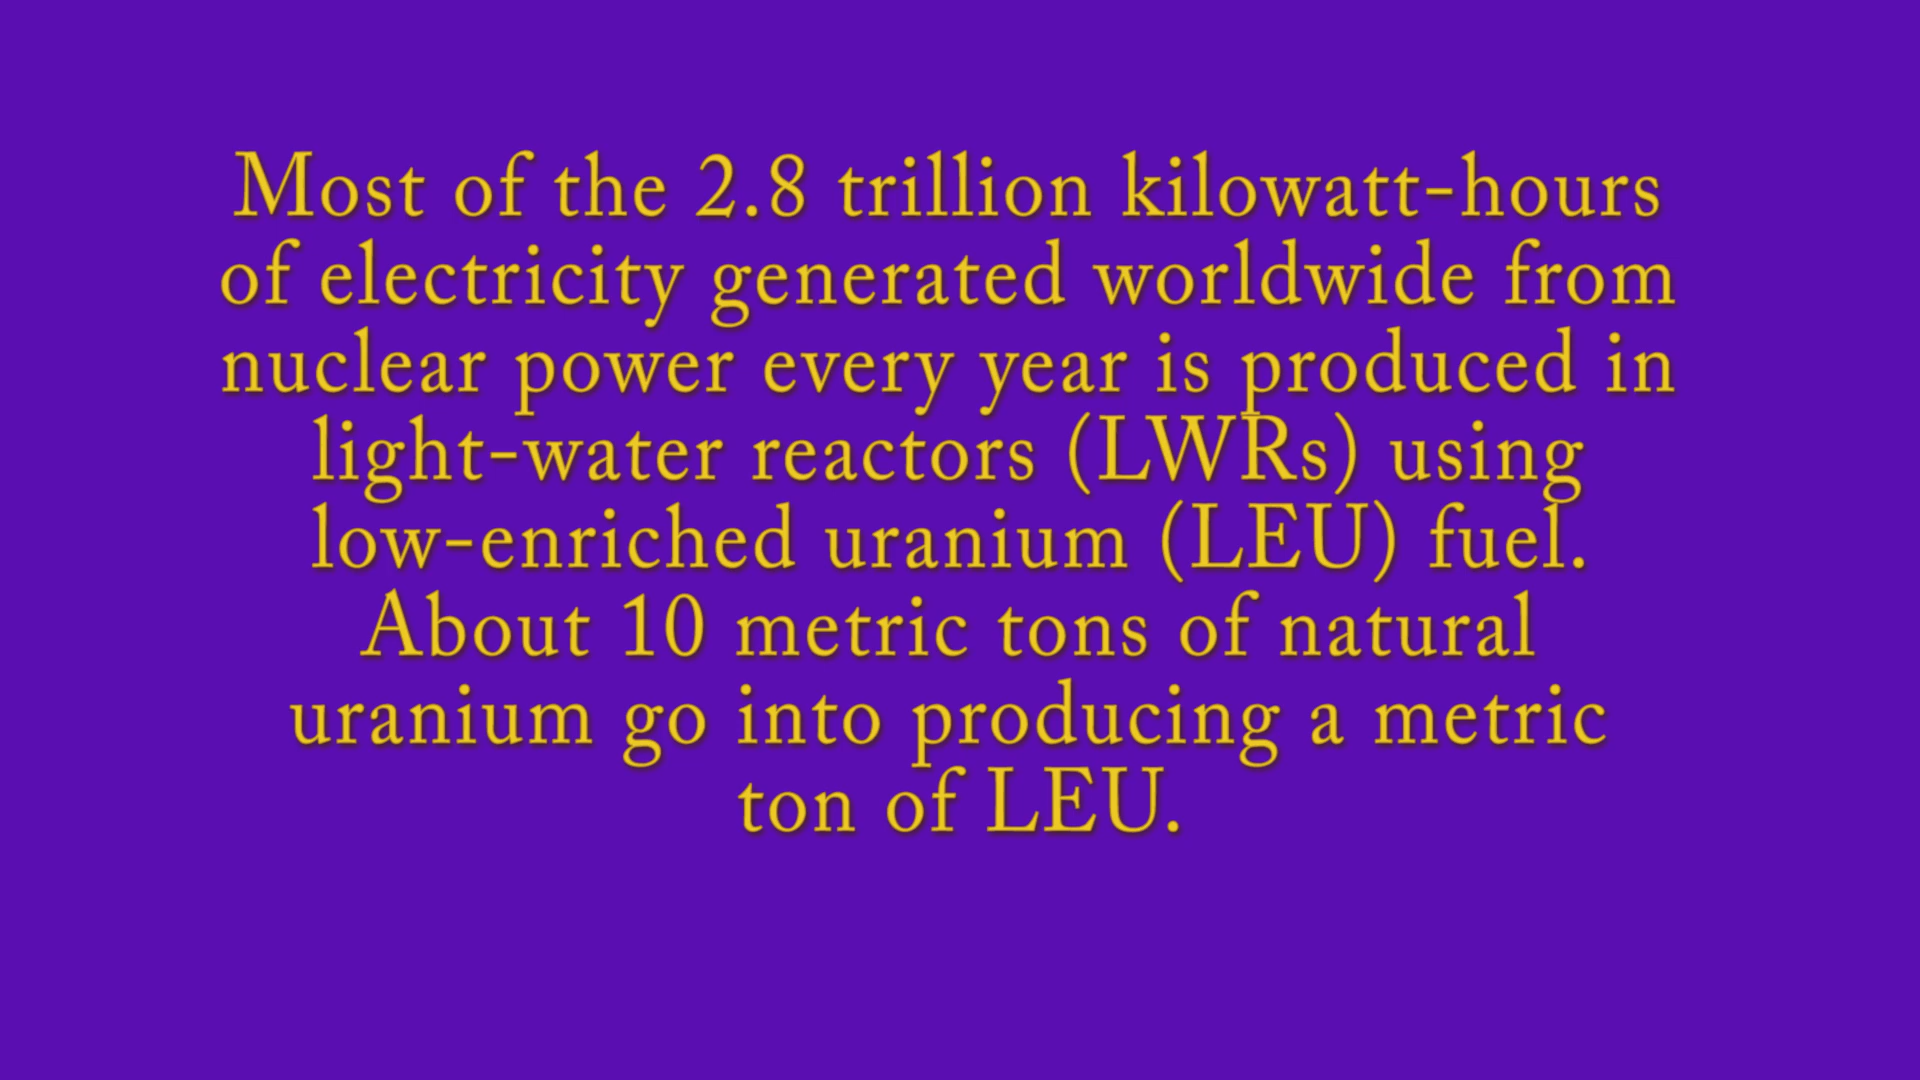 Most of the 2.8 trillion kilowatt-hours
of electricity generated worldwide from
nuclear power every year is produced in
light-water reactors (LWRs) using
low-enriched uranium (LEU) fuel.
About 10 metric tons of natural
uranium go into producing a metric
ton of LEU.